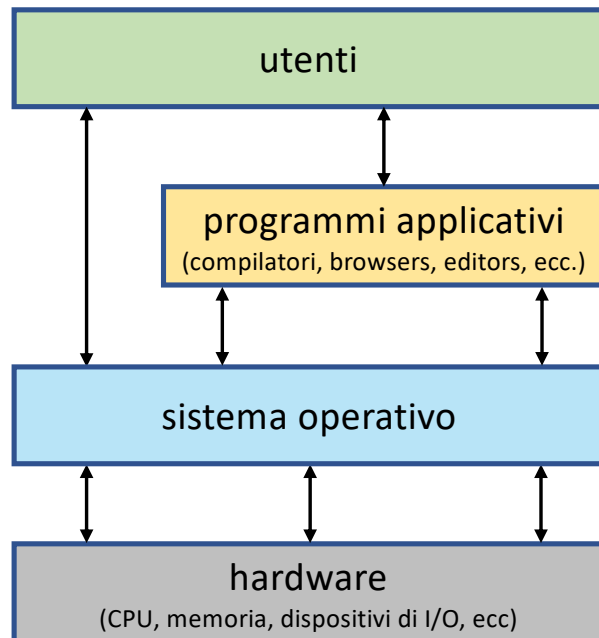 utenti
programmi applicativi
(compilatori, browsers, editors, ecc.)
sistema operativo
hardware
(CPU, memoria, dispositivi di I/O, ecc)